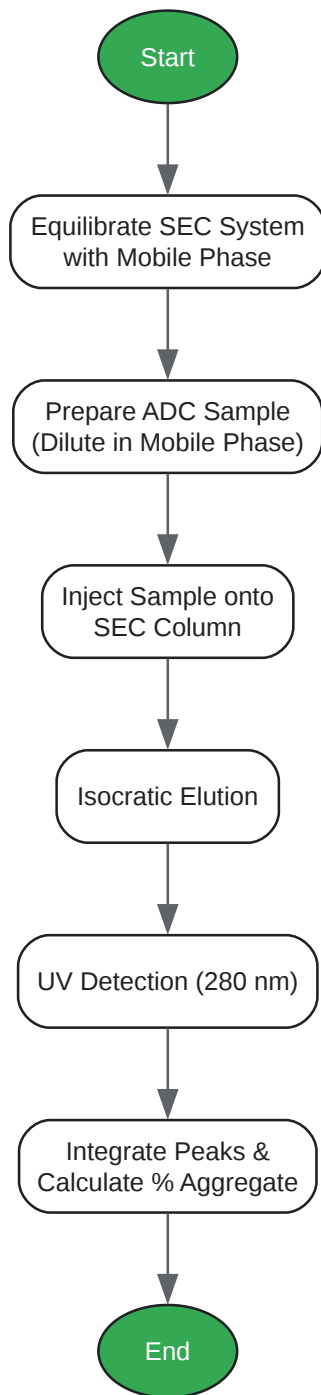 Start
Equilibrate SEC System
with Mobile Phase
Prepare ADC Sample
(Dilute in Mobile Phase)
Inject Sample onto
SEC Column
Isocratic Elution
UV Detection (280 nm)
Integrate Peaks &
Calculate % Aggregate
End